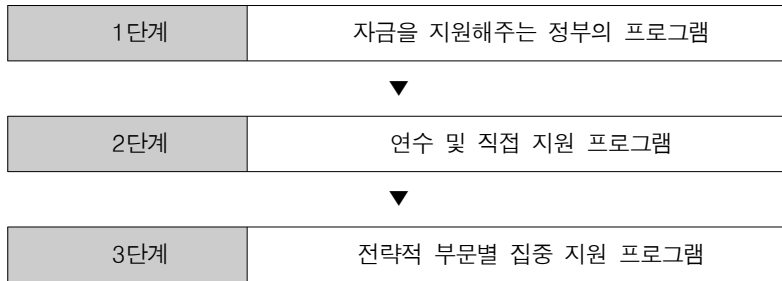 1단계 자금을 지원해주는 정부의 프로그램
▼
2단계 연수 및 직접 지원 프로그램
▼
3단계 전략적 부문별 집중 지원 프로그램